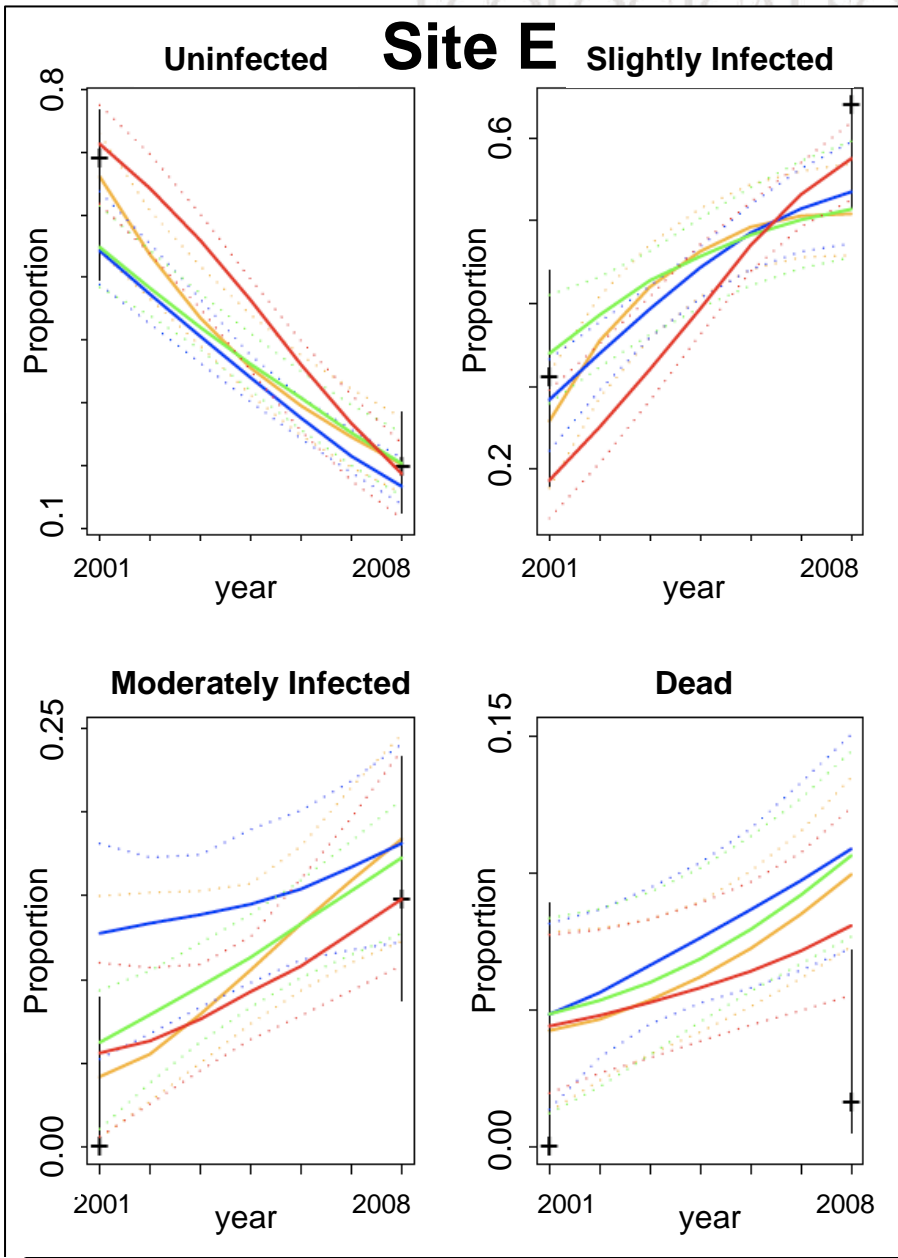 Site E
Uninfected
Slightly Infected
0.8
0.1
Proportion
2001
2008
year
0.6
0.2
Proportion
2001
2008
year
Moderately Infected
Dead
0.25
0.00
Proportion
2001
2008
year
0.15
0.00
Proportion
2001
2008
year